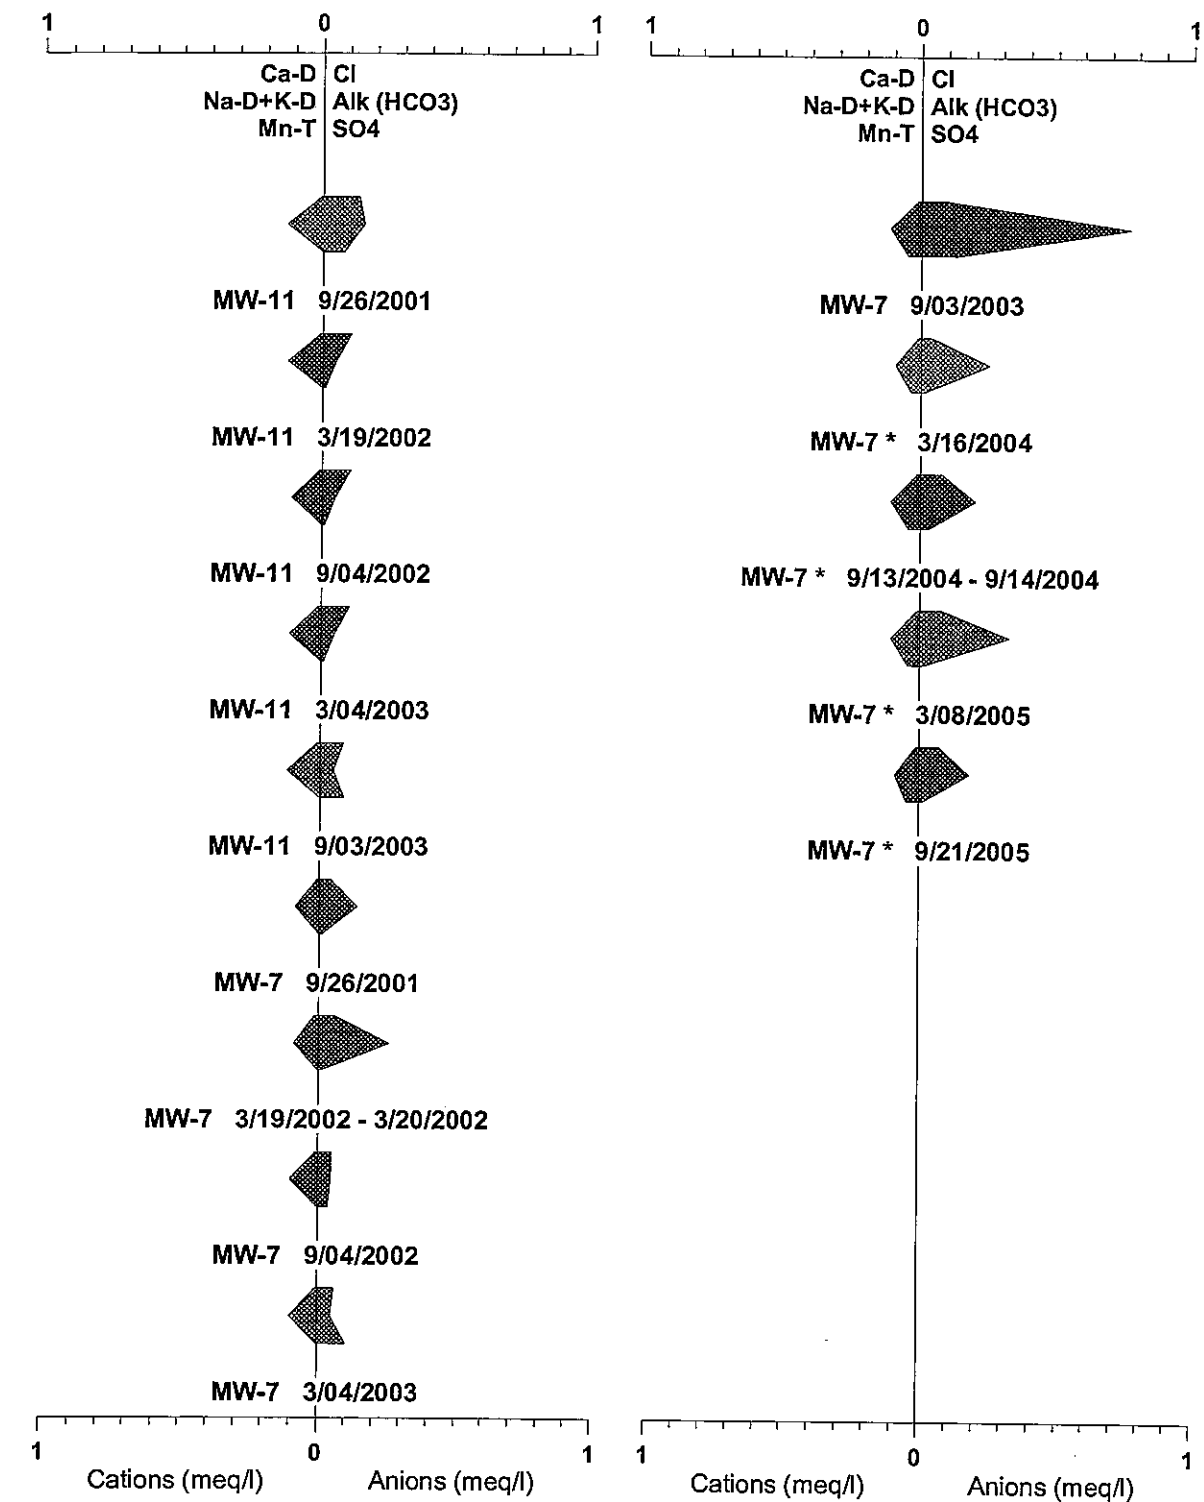 1 0 1
Ca-D Cl
Na-D+K-D Alk (HCO3)
Mn-T SO4
MW-11 9/26/2001
MW-11 3/19/2002
MW-11 9/04/2002
MW-11 3/04/2003
MW-11 9/03/2003
MW-7 9/26/2001
MW-7 3/19/2002 - 3/20/2002
MW-7 9/04/2002
MW-7 3/04/2003
1 0 1
Cations (meq/l) Anions (meq/l)
1 0 1
Ca-D Cl
Na-D+K-D Alk (HCO3)
Mn-T SO4
MW-7 9/03/2003
MW-7 * 3/16/2004
MW-7 * 9/13/2004 - 9/14/2004
MW-7 * 3/08/2005
MW-7 * 9/21/2005
1 0 1
Cations (meq/l) Anions (meq/l)